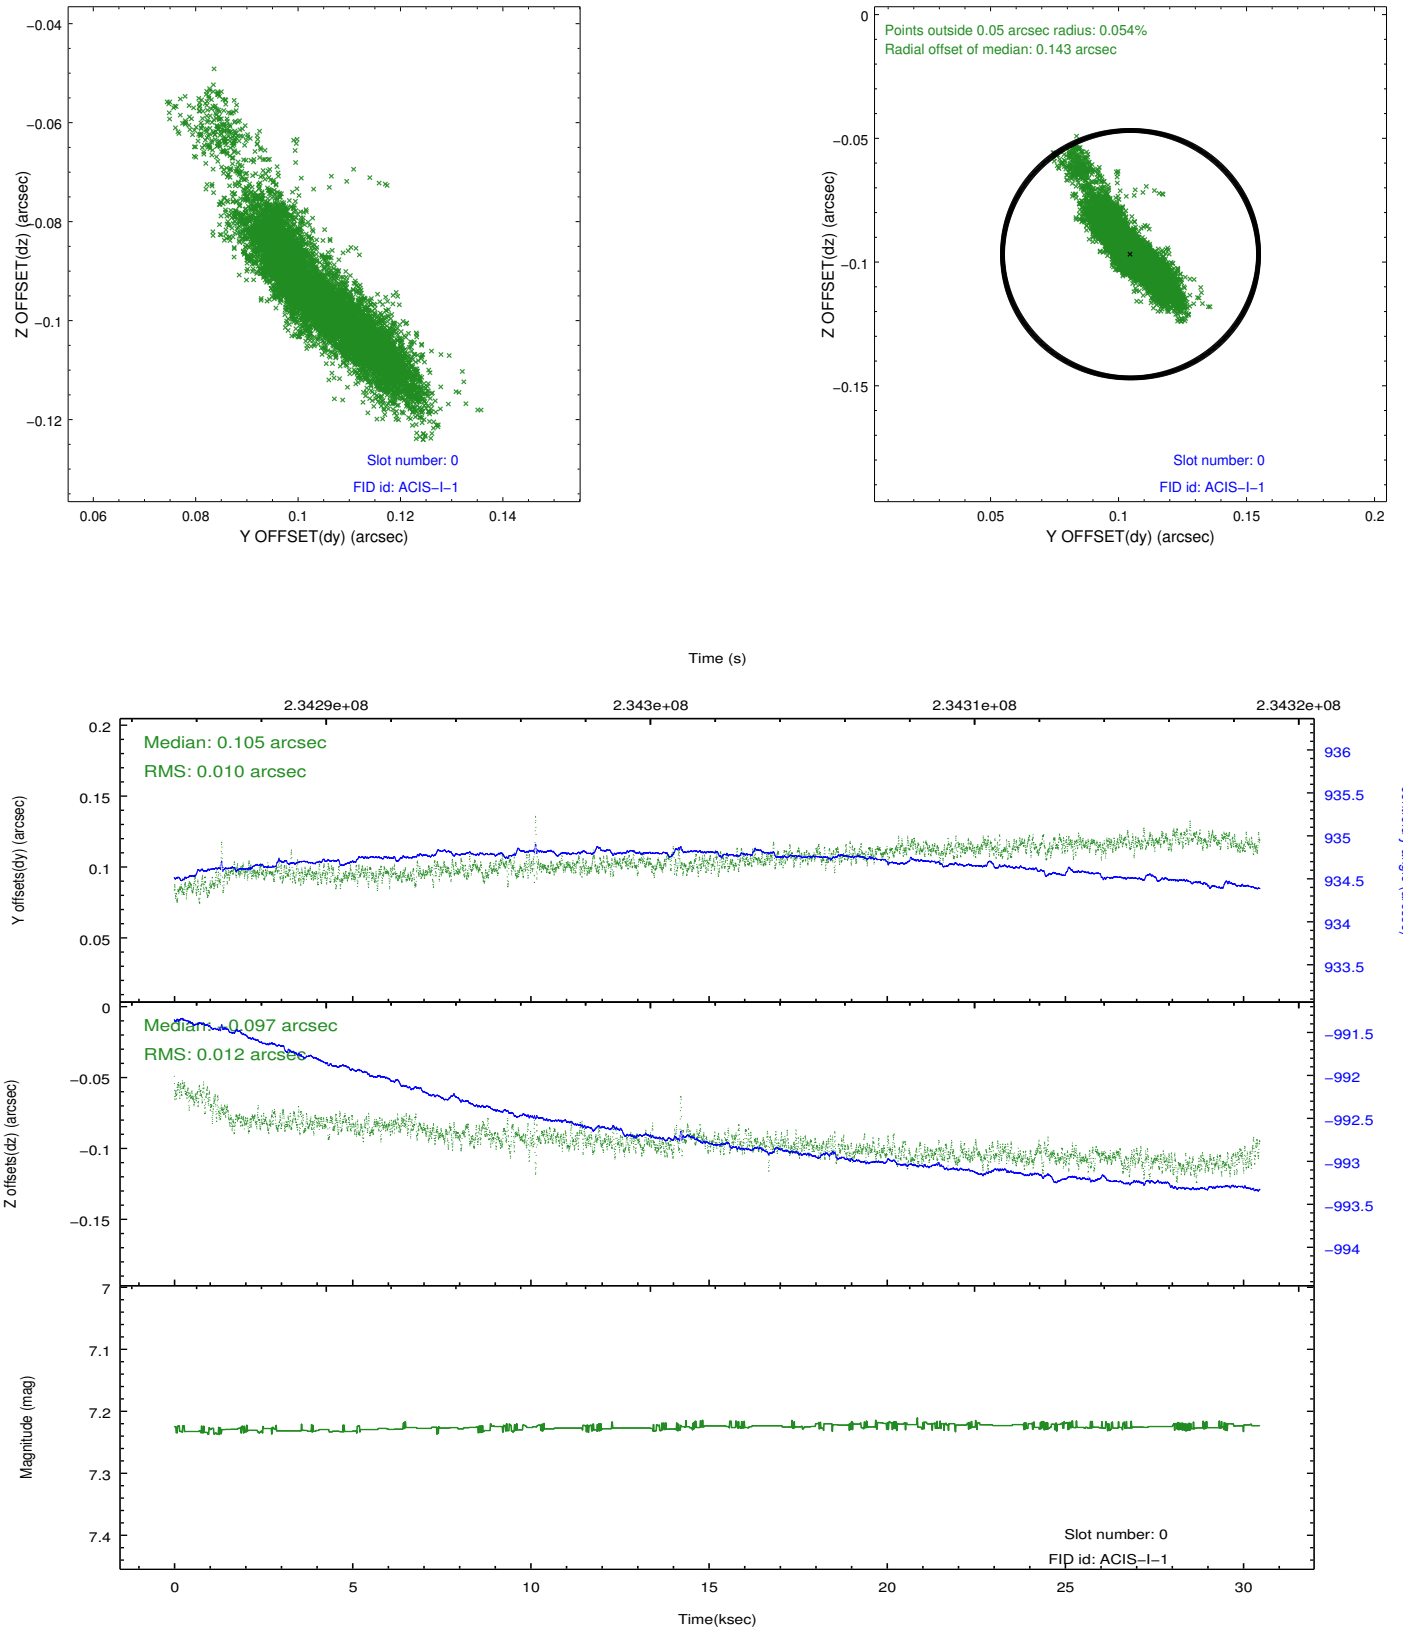 −0.04
−0.06
−0.08
−0.1
−0.12
Z OFFSET(dz) (arcsec)
Slot number: 0
FID id: ACIS−I−1
0.06 0.08 0.1 0.12 0.14
Y OFFSET(dy) (arcsec)
Points outside 0.05 arcsec radius: 0.054%
Radial offset of median: 0.143 arcsec
0
−0.05
−0.1
−0.15
Z OFFSET(dz) (arcsec)
Slot number: 0
FID id: ACIS−I−1
0.05 0.1 0.15 0.2
Y OFFSET(dy) (arcsec)
Time (s)
2.3429e+08 2.343e+08 2.3431e+08 2.3432e+08
Median: 0.105 arcsec
RMS: 0.010 arcsec
0.2
0.15
0.1
0.05
Y offsets(dy) (arcsec)
936
935.5
935
934.5
934
933.5
Median: −0.097 arcsec
RMS: 0.012 arcsec
0
−0.05
−0.1
−0.15
Z offsets(dz) (arcsec)
−991.5
−992
−992.5
−993
−993.5
−994
7
7.1
7.2
7.3
7.4
Magnitude (mag)
Slot number: 0
FID id: ACIS−I−1
0 5 10 15 20 25 30
Time(ksec)